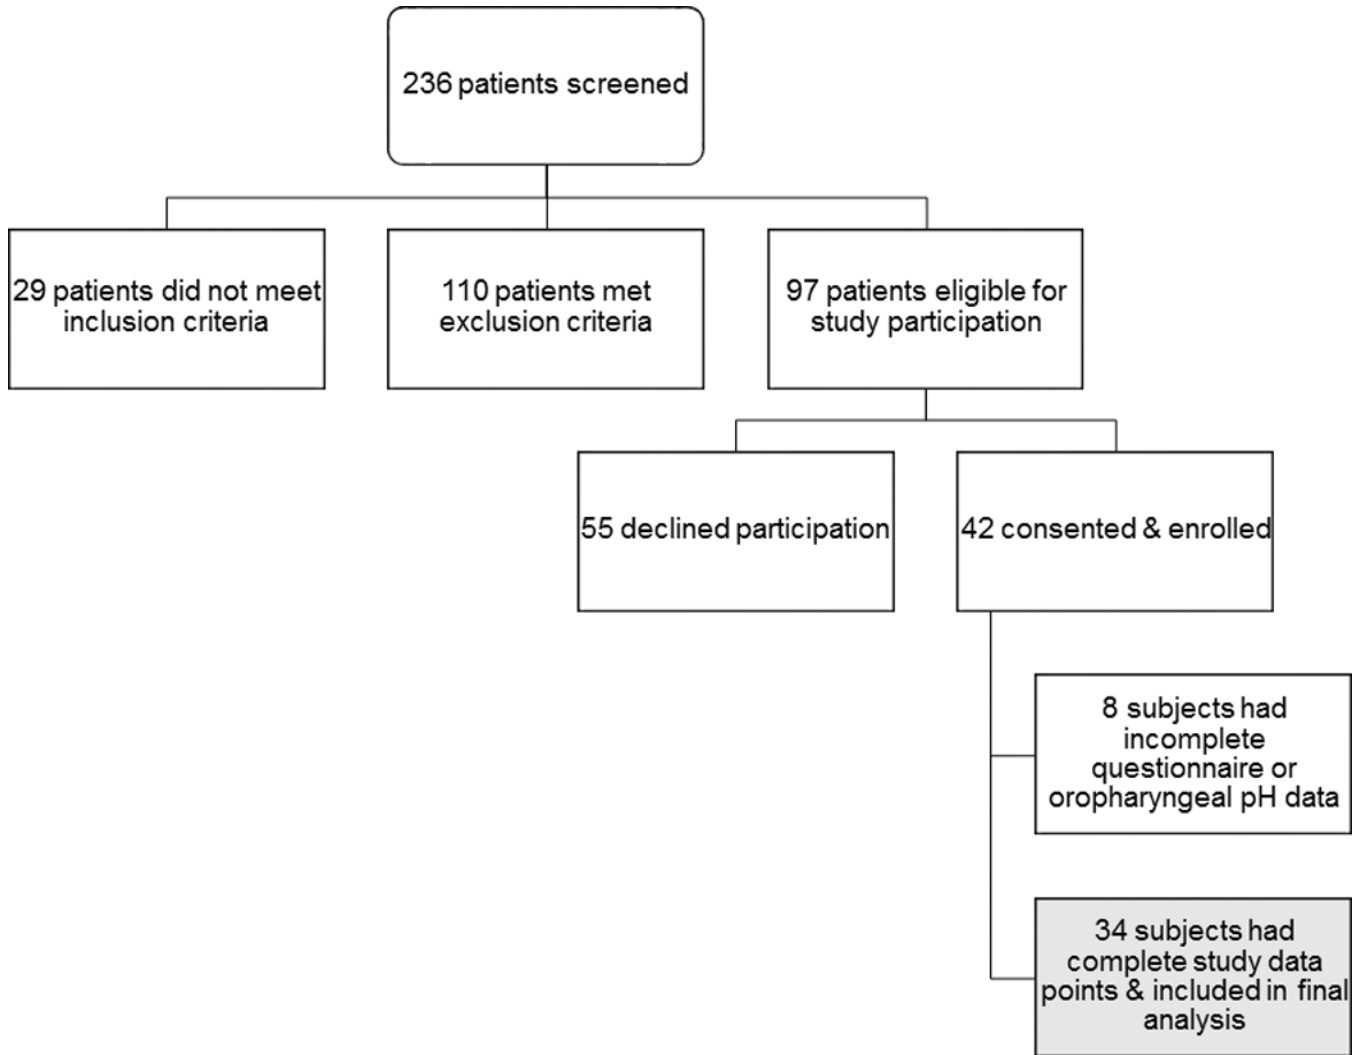 236 patients screened
29 patients did not meet
inclusion criteria
110 patients met
exclusion criteria
97 patients eligible for
study participation
55 declined participation
42 consented & enrolled
8 subjects had
incomplete
questionnaire or
oropharyngeal pH data
34 subjects had
complete study data
points & included in final
analysis